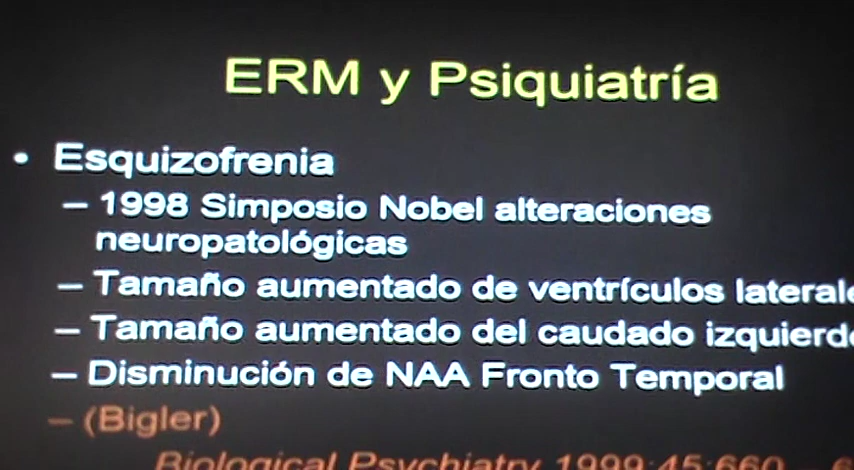 ERM y Psiquiatría
• Esquizofrenia
– 1998 Simposio Nobel alteraciones
neuropatológicas
– Tamaño aumentado de ventrículos laterale
– Tamaño aumentado del caudado izquierdo
– Disminución de NAA Fronto Temporal
– (Bigler)
Biological Psychiatry 1999:45:660